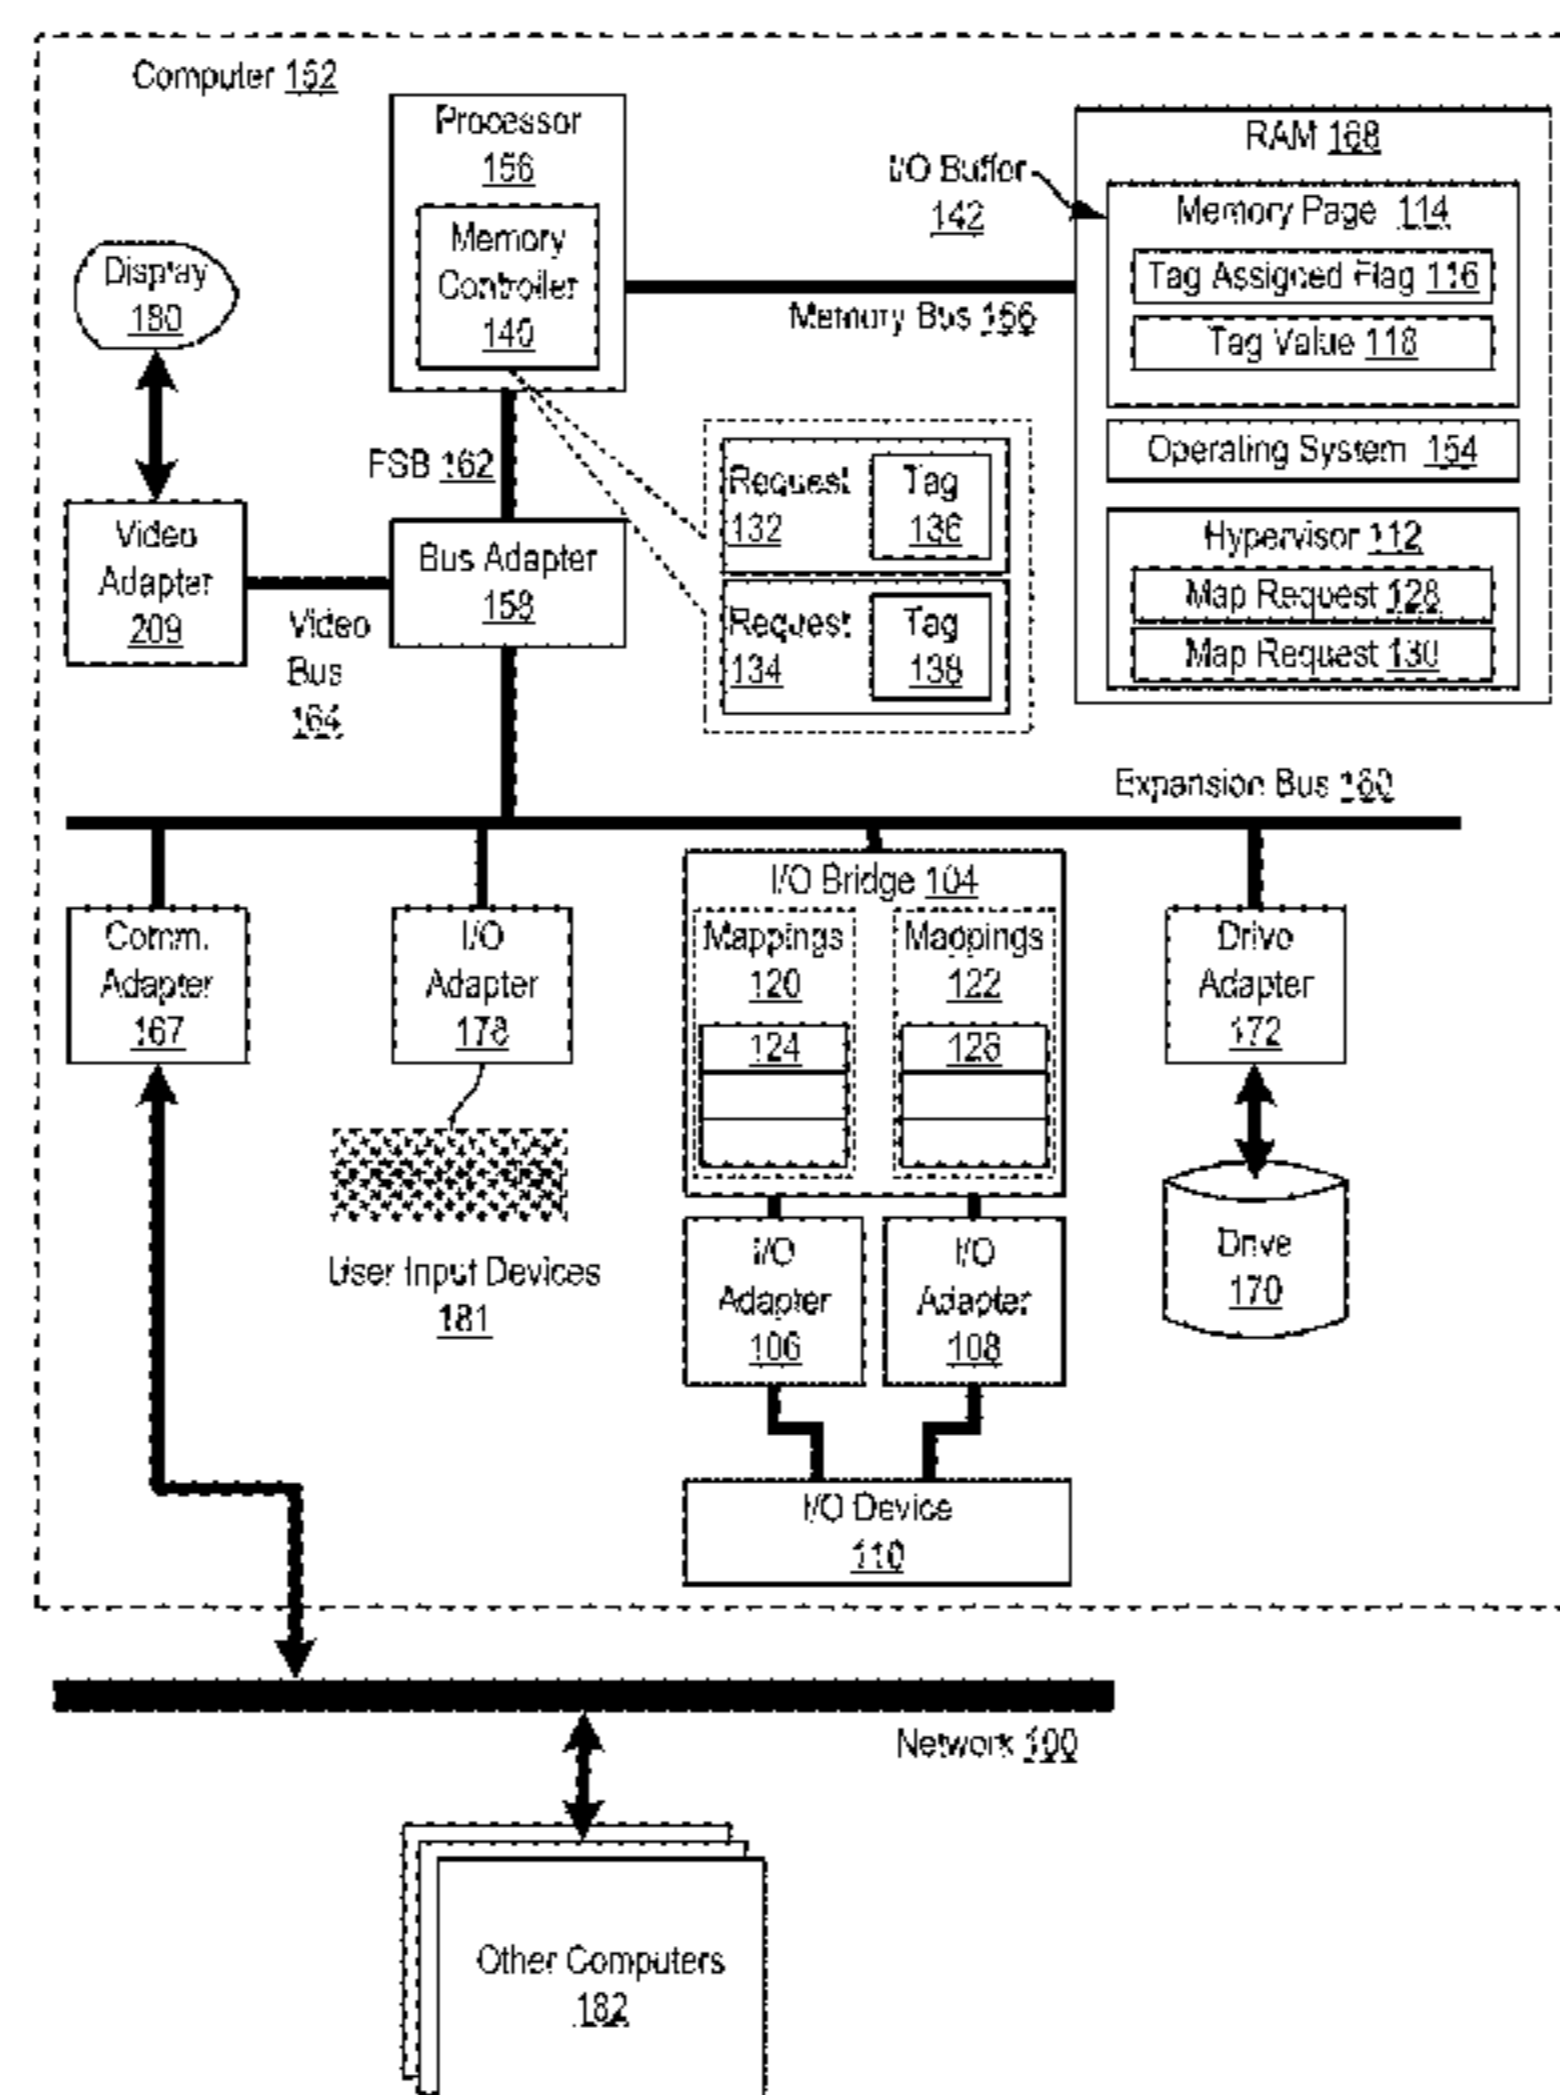 Computer 152
Processor
156
Memory
Controller
140
I/O Buffer
142
RAM 168
Memory Page 114
Tag Assigned Flag 116
Tag Value 118
Memory Bus 166
Operating System 154
Hypervisor 112
Map Request 128
Map Request 130
Display
180
FSB 162
Request
132
Tag
136
Request
134
Tag
138
Video
Adapter
209
Video
Bus
164
Bus Adapter
158
Expansion Bus 160
Comm.
Adapter
167
I/O
Adapter
178
I/O Bridge 104
Mappings
120
124
Mappings
122
126
Drive
Adapter
172
User Input Devices
181
I/O
Adapter
106
I/O
Adapter
108
Drive
170
I/O Device
110
Network 100
Other Computers
182